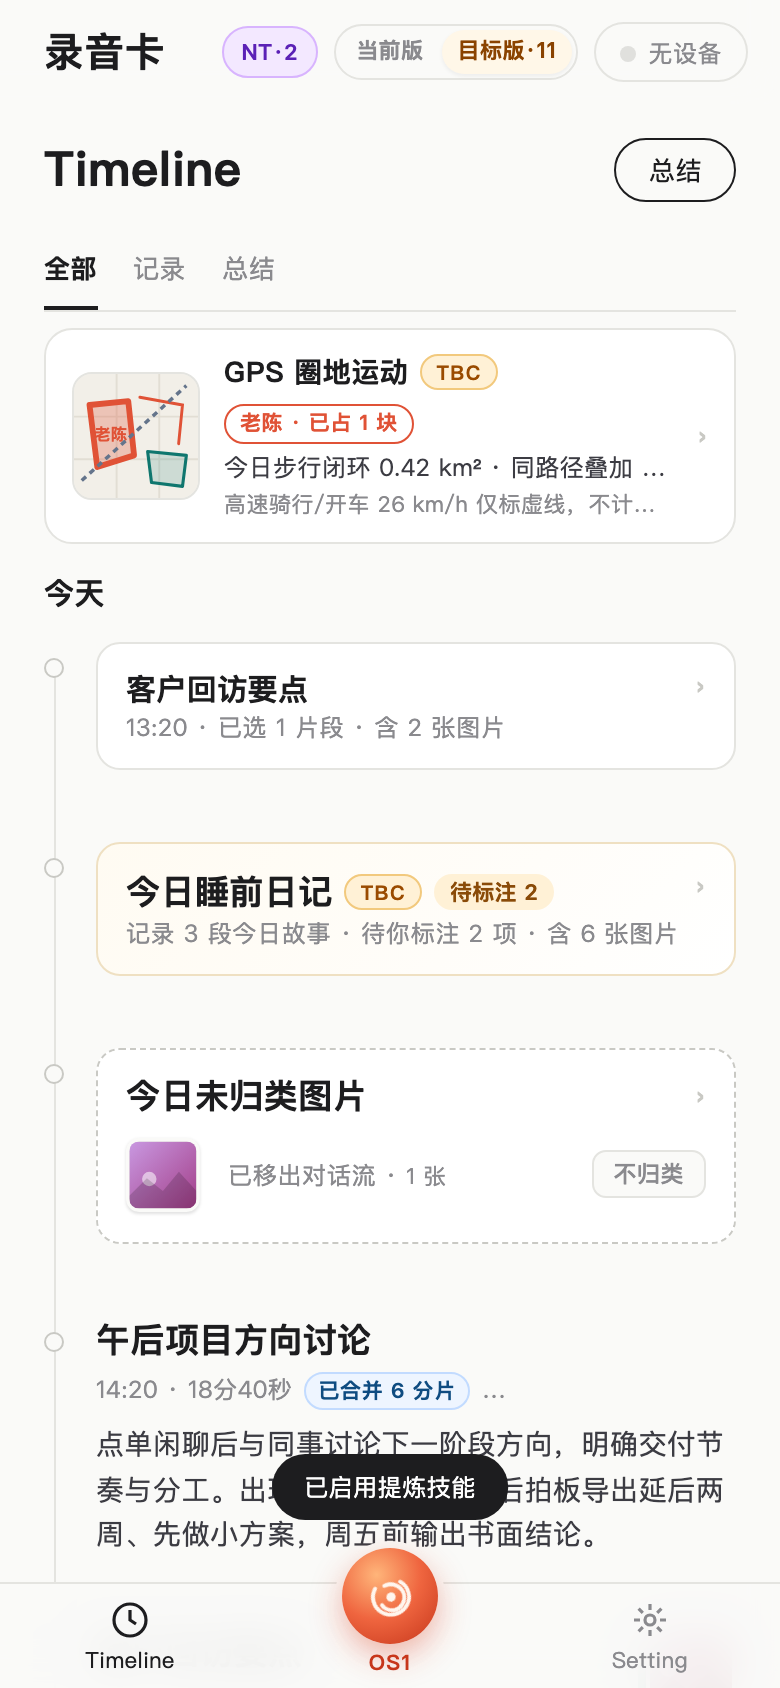 录音卡
NT·2
当前版
目标版·11
无设备
Timeline
总结
全部
记录
总结
GPS 圈地运动
TBC
老陈 · 已占 1 块
老陈
今日步行闭环 0.42 km² · 同路径叠加 …
高速骑行/开车 26 km/h 仅标虚线，不计…
今天
客户回访要点
13:20 · 已选 1 片段 · 含 2 张图片
今日睡前日记
TBC
待标注 2
记录 3 段今日故事 · 待你标注 2 项 · 含 6 张图片
今日未归类图片
已移出对话流 · 1 张
不归类
午后项目方向讨论
14:20 · 18分40秒
已合并 6 分片
…
点单闲聊后与同事讨论下一阶段方向，明确交付节
奏与分工。出
后拍板导出延后两
已启用提炼技能
周、先做小方案，周五前输出书面结论。
Timeline
OS1
Setting